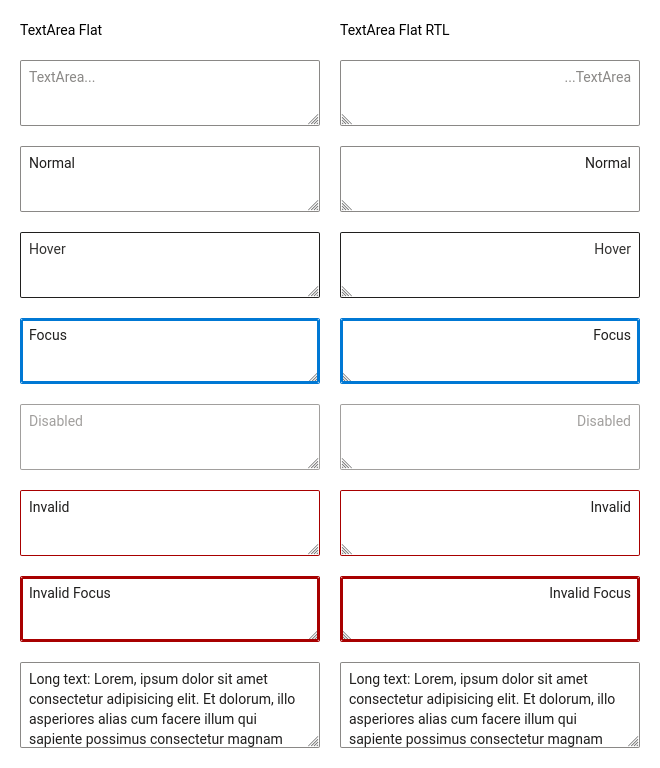 TextArea Flat
TextArea Flat RTL
TextArea...
...TextArea
Normal
Normal
Hover
Hover
Focus
Focus
Disabled
Disabled
Invalid
Invalid
Invalid Focus
Invalid Focus
Long text: Lorem, ipsum dolor sit amet
consectetur adipisicing elit. Et dolorum, illo
asperiores alias cum facere illum qui
sapiente possimus consectetur magnam
Long text: Lorem, ipsum dolor sit amet
consectetur adipisicing elit. Et dolorum, illo
asperiores alias cum facere illum qui
sapiente possimus consectetur magnam